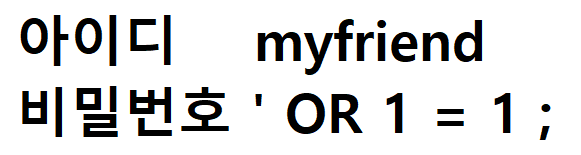 아이디 myfriend
비밀번호 ' OR 1 = 1 ;